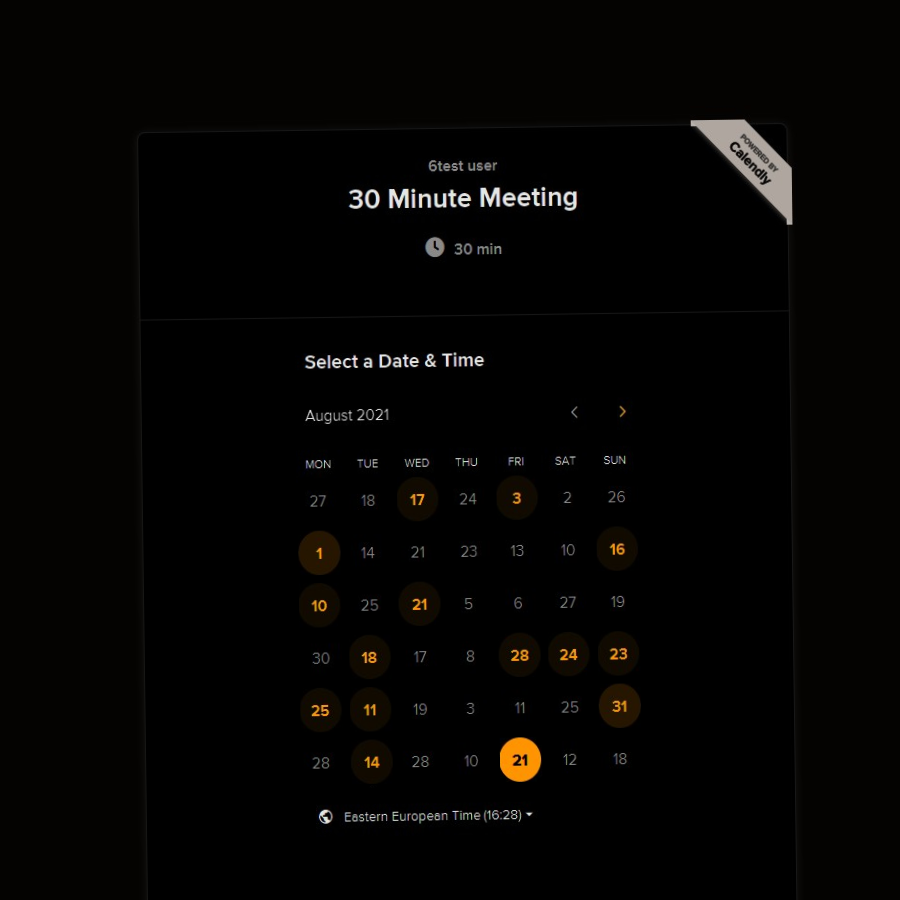 POWERED BY
Calendly
6test user
30 Minute Meeting
30 min
Select a Date & Time
August 2021
MON TUE WED THU FRI SAT SUN
27 18 17 24 3 2 26
1 14 21 23 13 10 16
10 25 21 5 6 27 19
30 18 17 8 28 24 23
25 11 19 3 11 25 31
28 14 28 10 21 12 18
Eastern European Time (16:28)